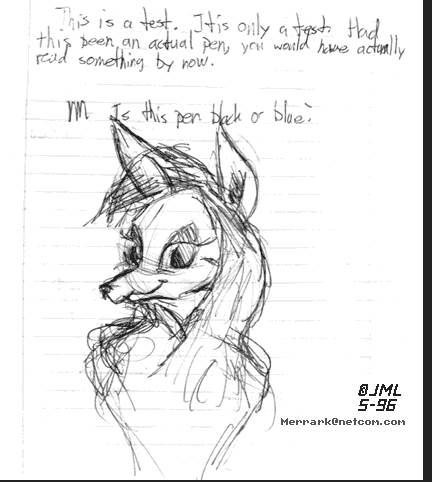 This is a test. It is only a test. Had
this been an actual pen, you would have actually
read something by now.
Is this pen black or blue?
@JML
5-96
Merrark@netcom.com